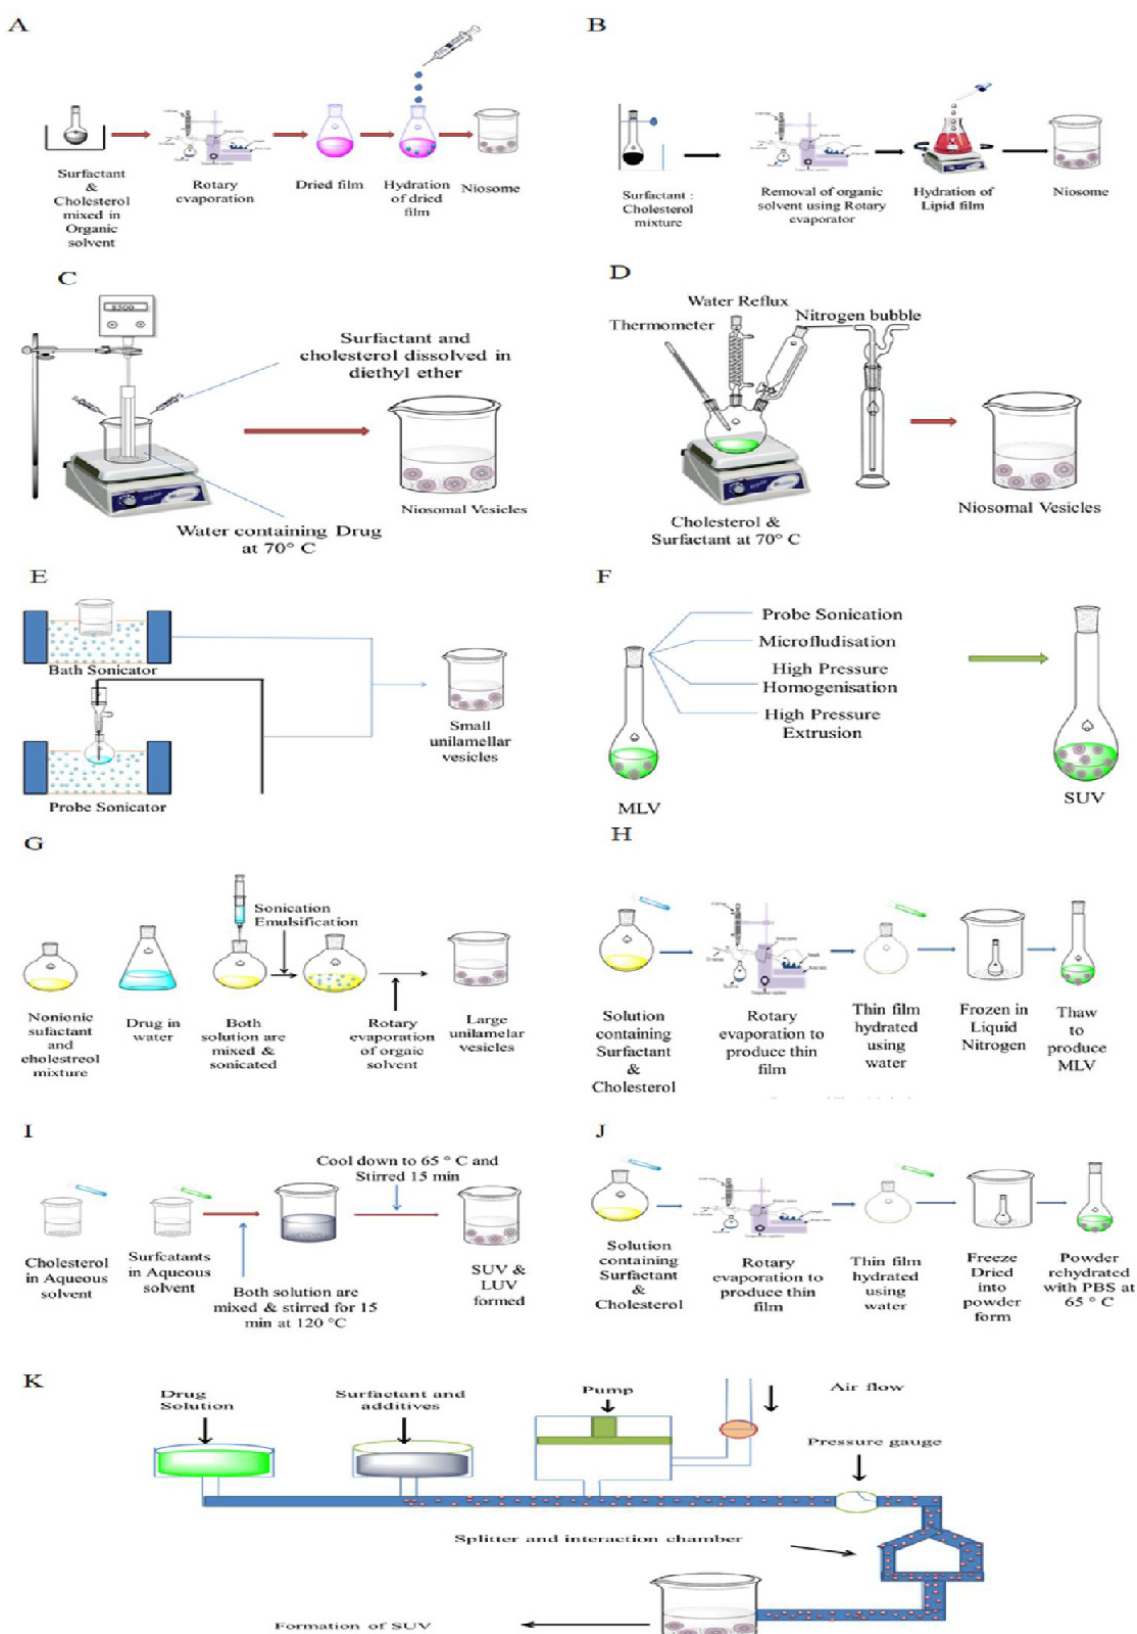 A
Surfactant
&
Cholesterol
mixed in
Organic
solvent
Rotary
evaporation
Dried film
Hydration
of dried
film
Niosome
B
Surfactant :
Cholesterol
mixture
Removal of organic
solvent using Rotary
evaporator
Hydration of
Lipid film
Niosome
C
Surfactant and
cholesterol dissolved in
diethyl ether
Niosomal Vesicles
Water containing Drug
at 70° C
D
Water Reflux
Nitrogen bubble
Thermometer
Cholesterol &
Surfactant at 70° C
Niosomal Vesicles
E
Bath Sonicator
Probe Sonicator
Small
unilamellar
vesicles
F
Probe Sonication
Microfludisation
High Pressure
Homogenisation
High Pressure
Extrusion
MLV
SUV
G
Sonication
Emulsification
Nonionic
sufactant
and
cholestreol
mixture
Drug in
water
Both
solution are
mixed &
sonicated
Rotary
evaporation
of orgaic
solvent
Large
unilamelar
vesicles
H
Solution
containing
Surfactant
&
Cholesterol
Rotary
evaporation to
produce thin
film
Thin film
hydrated
using
water
Frozen in
Liquid
Nitrogen
Thaw
to
produce
MLV
I
Cool down to 65 ° C and
Stirred 15 min
Cholesterol
in Aqueous
solvent
Surfcatants
in Aqueous
solvent
Both solution are
mixed & stirred for 15
min at 120 °C
SUV &
LUV
formed
J
Solution
containing
Surfactant
&
Cholesterol
Rotary
evaporation to
produce thin
film
Thin film
hydrated
using
water
Freeze
Dried
into
powder
form
Powder
rehydrated
with PBS at
65 ° C
K
Drug
Solution
Surfactant and
additives
Pump
Air flow
Pressure gauge
Splitter and interaction chamber
Formation of SUV